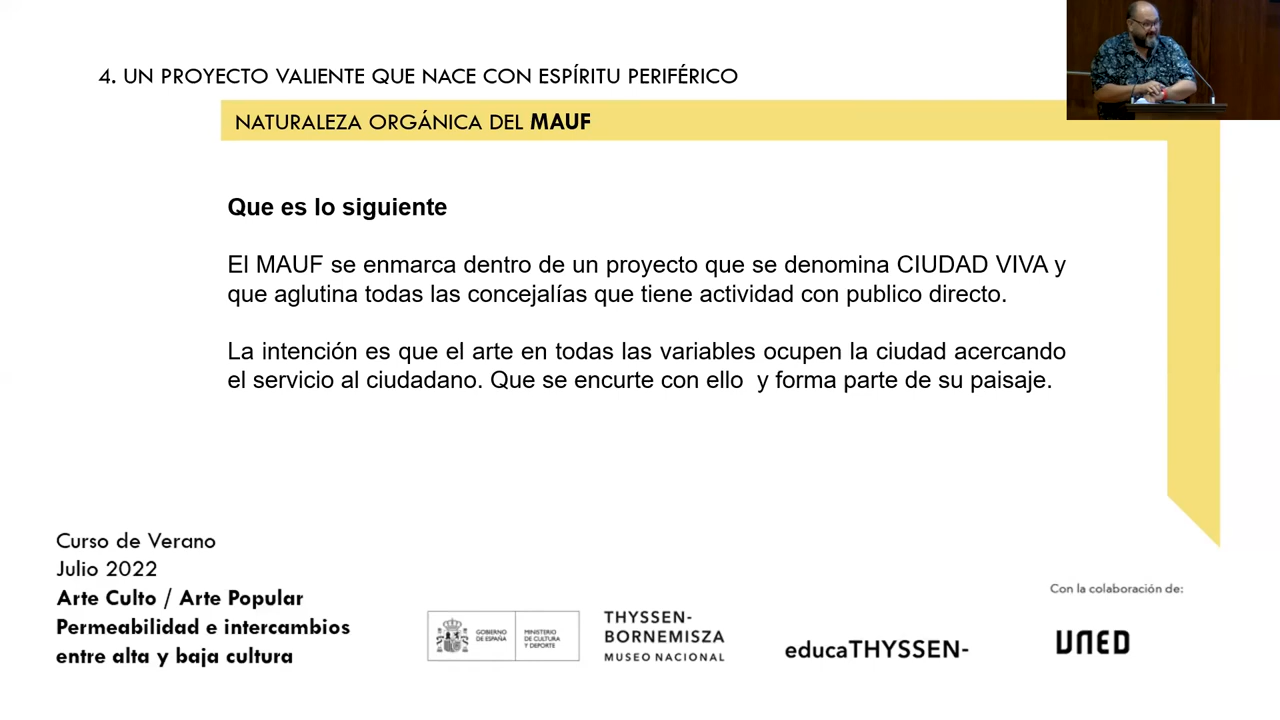 4. UN PROYECTO VALIENTE QUE NACE CON ESPÍRITU PERIFÉRICO
NATURALEZA ORGÁNICA DEL MAUF
Que es lo siguiente
El MAUF se enmarca dentro de un proyecto que se denomina CIUDAD VIVA y
que aglutina todas las concejalías que tiene actividad con publico directo.
La intención es que el arte en todas las variables ocupen la ciudad acercando
el servicio al ciudadano. Que se encurte con ello  y forma parte de su paisaje.
Curso de Verano
Julio 2022
Arte Culto / Arte Popular
Permeabilidad e intercambios
entre alta y baja cultura
GOBIERNO
DE ESPAÑA
MINISTERIO
DE CULTURA
Y DEPORTE
THYSSEN-
BORNEMISZA
MUSEO NACIONAL
educaTHYSSEN-
Con la colaboración de:
UNED